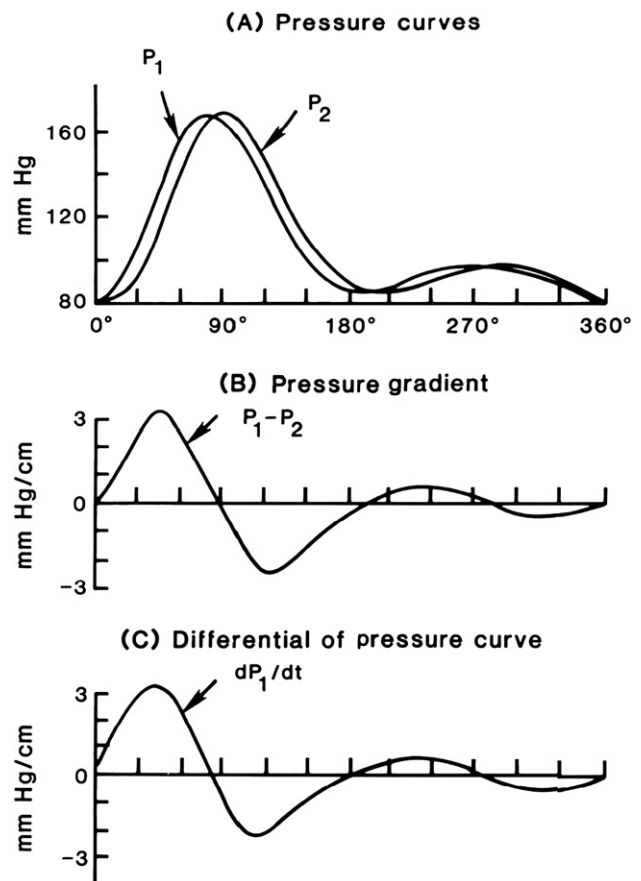 (A) Pressure curves
P1
P2
mm Hg
160
120
80
0°
90°
180°
270°
360°
(B) Pressure gradient
P1-P2
mm Hg/cm
3
0
-3
(C) Differential of pressure curve
dP1/dt
mm Hg/cm
3
0
-3